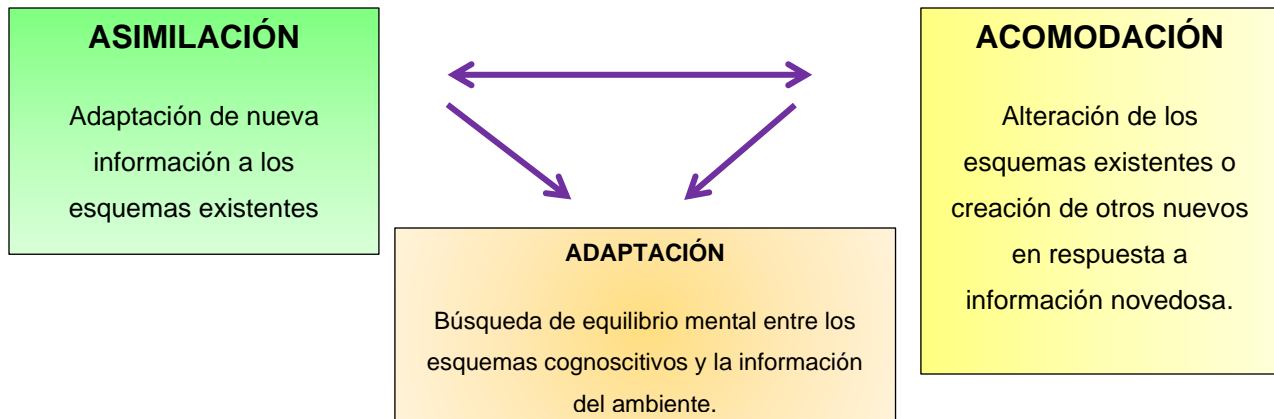 ASIMILACIÓN
Adaptación de nueva
información a los
esquemas existentes
ACOMODACIÓN
Alteración de los
esquemas existentes o
creación de otros nuevos
en respuesta a
información novedosa.
ADAPTACIÓN
Búsqueda de equilibrio mental entre los
esquemas cognoscitivos y la información
del ambiente.